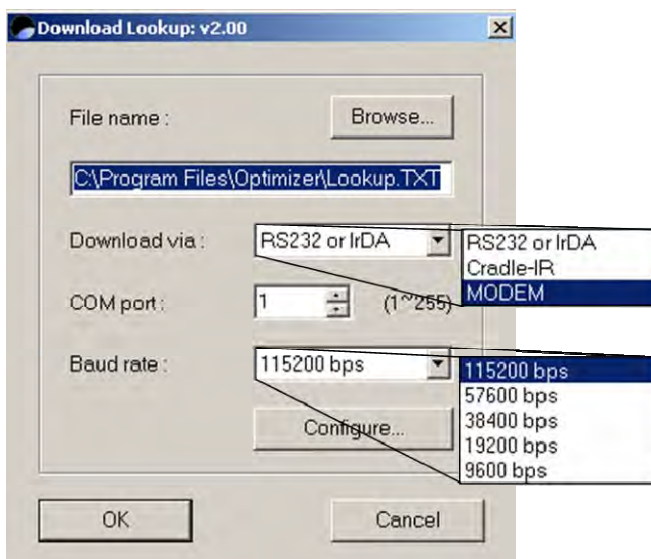 Download Lookup: v2.00
File name :
Browse...
C:\Program Files\Optimizer\Lookup.TXT
Download via :
RS232 or IrDA
RS232 or IrDA
Cradle-IR
MODEM
COM port :
1
(1~255)
Baud rate :
115200 bps
115200 bps
57600 bps
38400 bps
19200 bps
9600 bps
Configure...
OK
Cancel